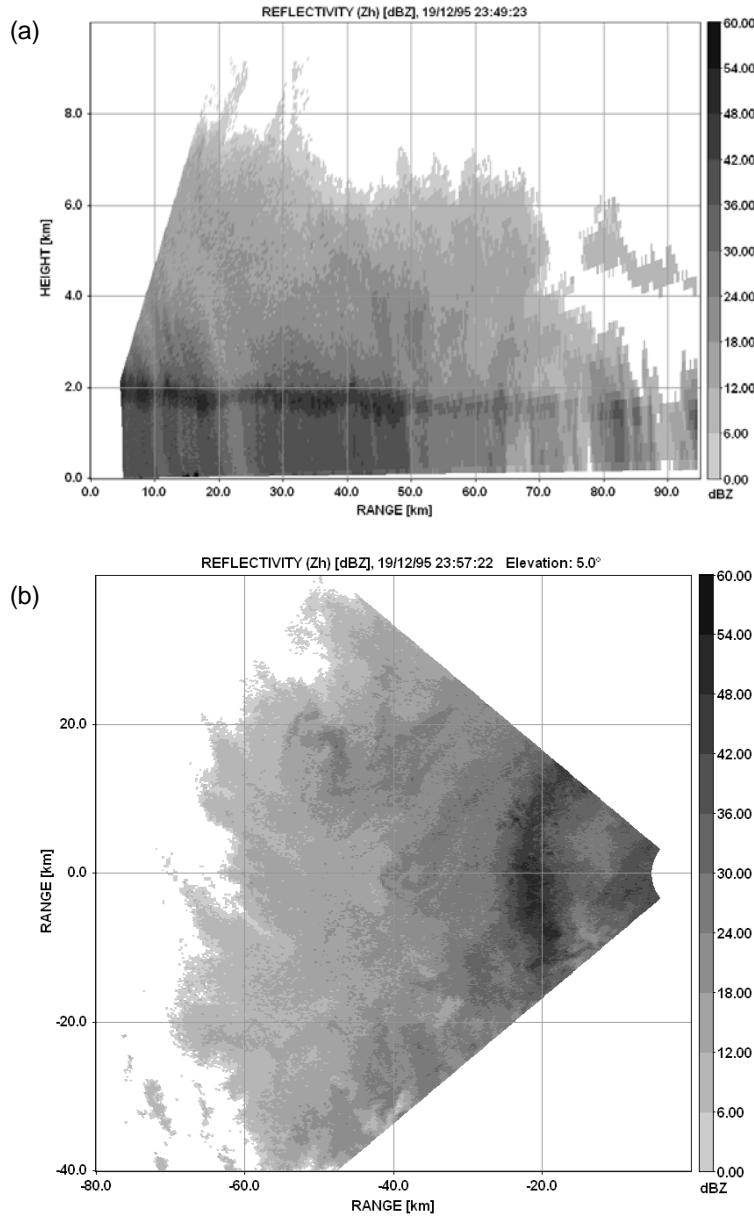 (a)
REFLECTIVITY (Zh) [dBZ], 19/12/95 23:49:23
60.00
54.00
48.00
42.00
36.00
30.00
24.00
18.00
12.00
6.00
0.00
dBZ
HEIGHT [km]
8.0
6.0
4.0
2.0
0.0
0.0 10.0 20.0 30.0 40.0 50.0 60.0 70.0 80.0 90.0
RANGE [km]
(b)
REFLECTIVITY (Zh) [dBZ], 19/12/95 23:57:22 Elevation: 5.0°
60.00
54.00
48.00
42.00
36.00
30.00
24.00
18.00
12.00
6.00
0.00
dBZ
RANGE [km]
20.0
0.0
-20.0
-40.0
-80.0 -60.0 -40.0 -20.0
RANGE [km]